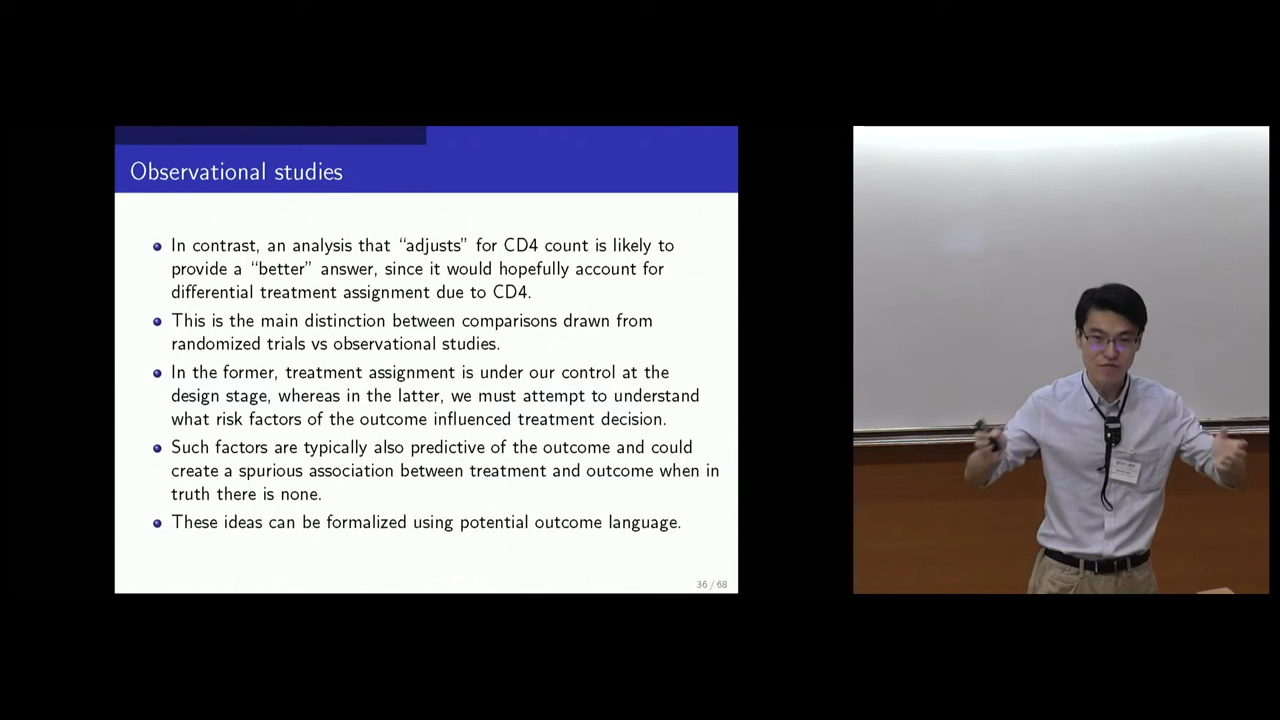 Observational studies
In contrast, an analysis that “adjusts” for CD4 count is likely to
provide a “better” answer, since it would hopefully account for
differential treatment assignment due to CD4.
This is the main distinction between comparisons drawn from
randomized trials vs observational studies.
In the former, treatment assignment is under our control at the
design stage, whereas in the latter, we must attempt to understand
what risk factors of the outcome influenced treatment decision.
Such factors are typically also predictive of the outcome and could
create a spurious association between treatment and outcome when in
truth there is none.
These ideas can be formalized using potential outcome language.
36 / 68